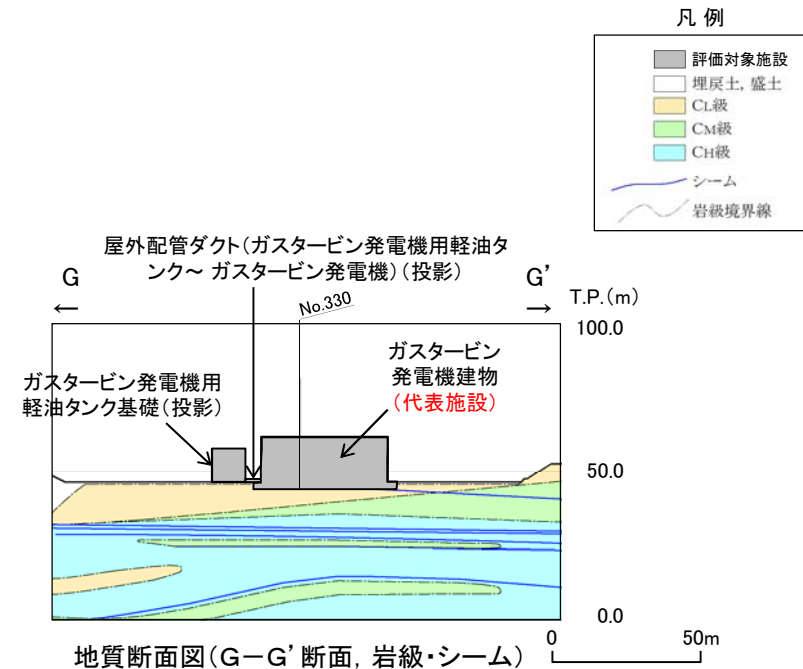 凡 例
評価対象施設
埋戻土, 盛土
CL級
CM級
CH級
シーム
岩級境界線
屋外配管ダクト(ガスタービン発電機用軽油タ
ンク～ ガスタービン発電機)(投影)
G
G'
T.P.(m)
No.330
100.0
ガスタービン
発電機建物
(代表施設)
ガスタービン発電機用
軽油タンク基礎(投影)
50.0
0.0
地質断面図(G－G'断面, 岩級・シーム)
0
50m